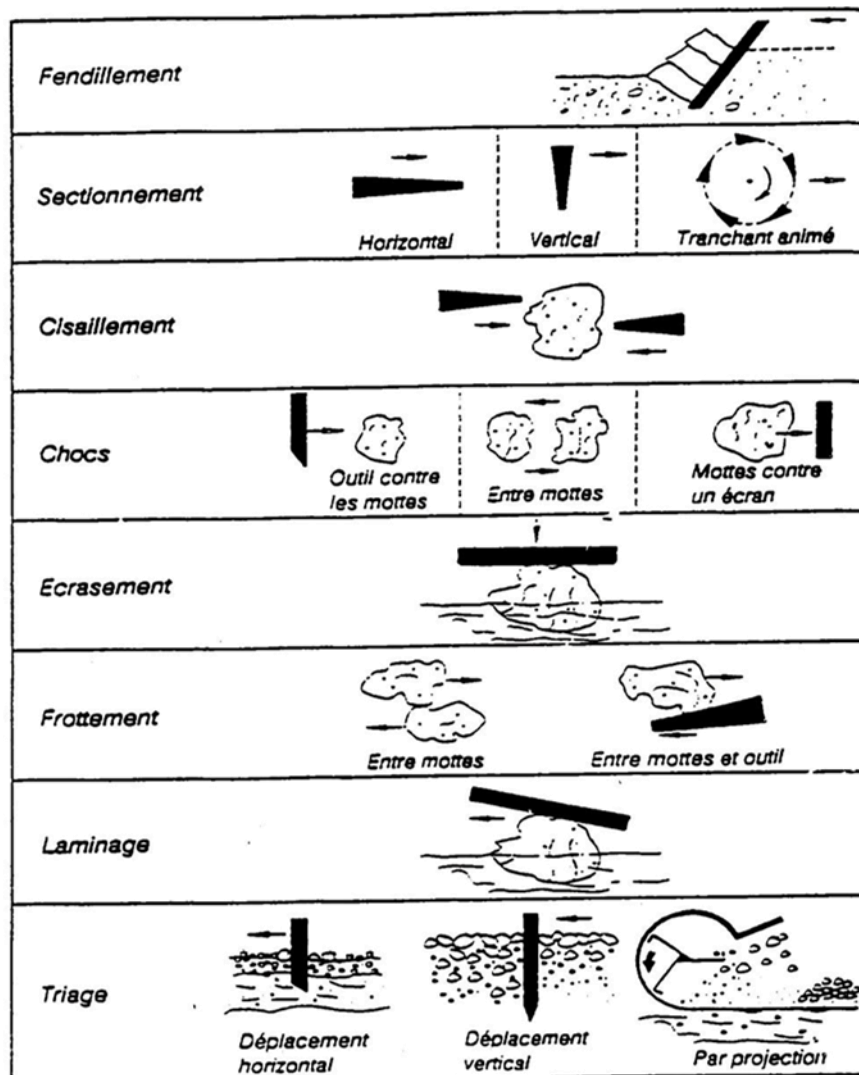 Fendillement
Sectionnement
Horizontal
Vertical
Tranchant animé
Cisaillement
Chocs
Outil contre
les mottes
Entre mottes
Mottes contre
un écran
Ecrasement
Frottement
Entre mottes
Entre mottes et outil
Laminage
Triage
Déplacement
horizontal
Déplacement
vertical
Par projection